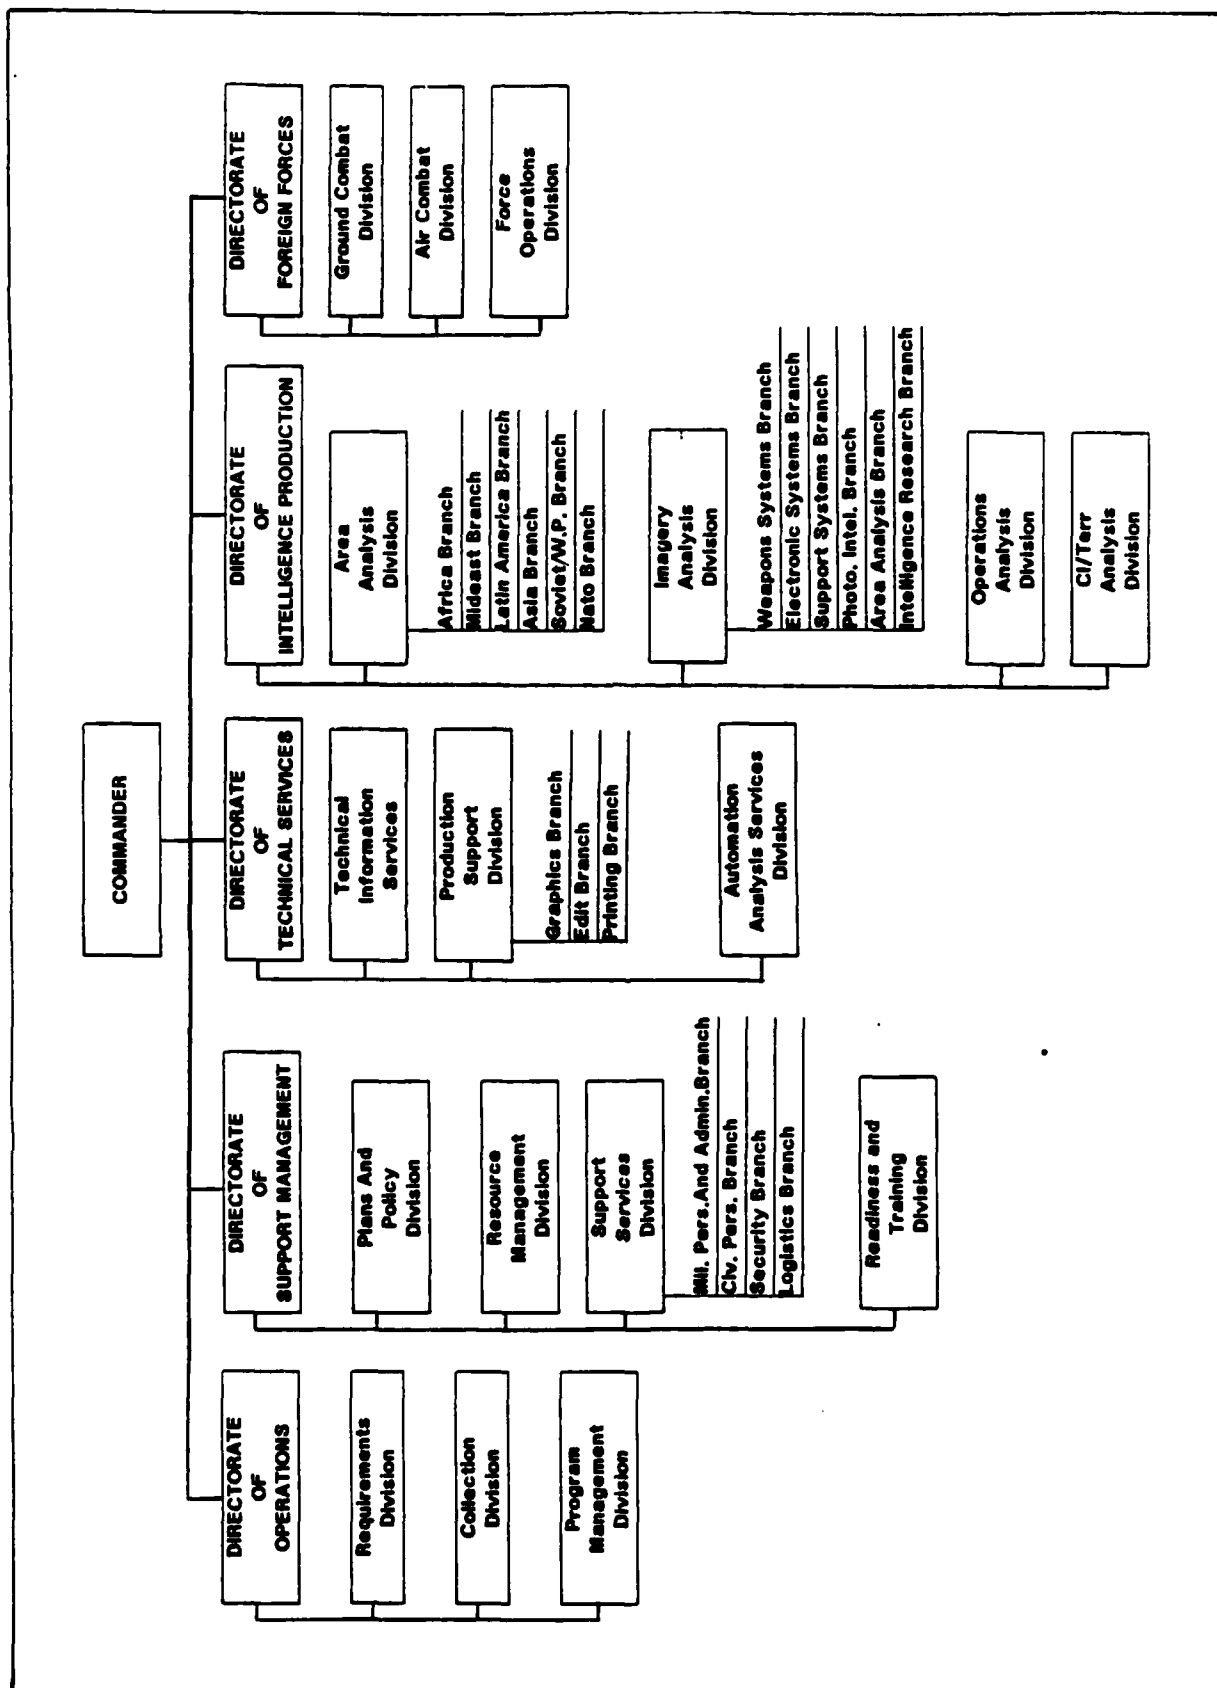 COMMANDER
DIRECTORATE
OF
OPERATIONS
Requirements
Division
Collection
Division
Program
Management
Division
DIRECTORATE
OF
SUPPORT MANAGEMENT
Plans And
Policy
Division
Resource
Management
Division
Support
Services
Division
Mil. Pers.And Admin.Branch
Civ. Pers. Branch
Security Branch
Logistics Branch
Readiness and
Training
Division
DIRECTORATE
OF
TECHNICAL SERVICES
Technical
Information
Services
Production
Support
Division
Graphics Branch
Edit Branch
Printing Branch
Automation
Analysis Services
Division
DIRECTORATE
OF
INTELLIGENCE PRODUCTION
Area
Analysis
Division
Africa Branch
Mideast Branch
Latin America Branch
Asia Branch
Soviet/W.P. Branch
Nato Branch
Imagery
Analysis
Division
Weapons Systems Branch
Electronic Systems Branch
Support Systems Branch
Photo. Intel. Branch
Area Analysis Branch
Intelligence Research Branch
Operations
Analysis
Division
CI/Terr
Analysis
Division
DIRECTORATE
OF
FOREIGN FORCES
Ground Combat
Division
Air Combat
Division
Force
Operations
Division